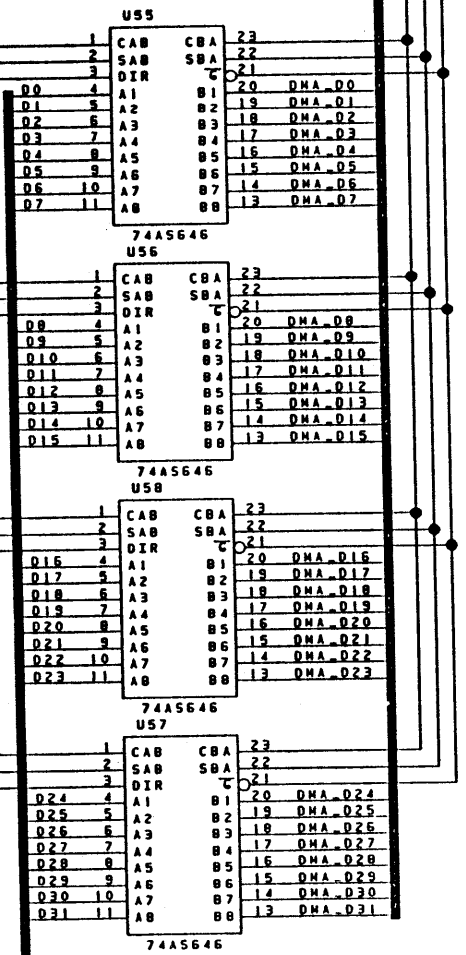 U55
1 CAB CBA 23
2 SAB SBA 22
3 DIR G 21
D0 4 A1 B1 20 DMA_D0
D1 5 A2 B2 19 DMA_D1
D2 6 A3 B3 18 DMA_D2
D3 7 A4 B4 17 DMA_D3
D4 8 A5 B5 16 DMA_D4
D5 9 A6 B6 15 DMA_D5
D6 10 A7 B7 14 DMA_D6
D7 11 A8 B8 13 DMA_D7
74AS646
U56
1 CAB CBA 23
2 SAB SBA 22
3 DIR G 21
D8 4 A1 B1 20 DMA_D8
D9 5 A2 B2 19 DMA_D9
D10 6 A3 B3 18 DMA_D10
D11 7 A4 B4 17 DMA_D11
D12 8 A5 B5 16 DMA_D12
D13 9 A6 B6 15 DMA_D13
D14 10 A7 B7 14 DMA_D14
D15 11 A8 B8 13 DMA_D15
74AS646
U58
1 CAB CBA 23
2 SAB SBA 22
3 DIR G 21
D16 4 A1 B1 20 DMA_D16
D17 5 A2 B2 19 DMA_D17
D18 6 A3 B3 18 DMA_D18
D19 7 A4 B4 17 DMA_D19
D20 8 A5 B5 16 DMA_D20
D21 9 A6 B6 15 DMA_D21
D22 10 A7 B7 14 DMA_D22
D23 11 A8 B8 13 DMA_D23
74AS646
U57
1 CAB CBA 23
2 SAB SBA 22
3 DIR G 21
D24 4 A1 B1 20 DMA_D24
D25 5 A2 B2 19 DMA_D25
D26 6 A3 B3 18 DMA_D26
D27 7 A4 B4 17 DMA_D27
D28 8 A5 B5 16 DMA_D28
D29 9 A6 B6 15 DMA_D29
D30 10 A7 B7 14 DMA_D30
D31 11 A8 B8 13 DMA_D31
74AS646